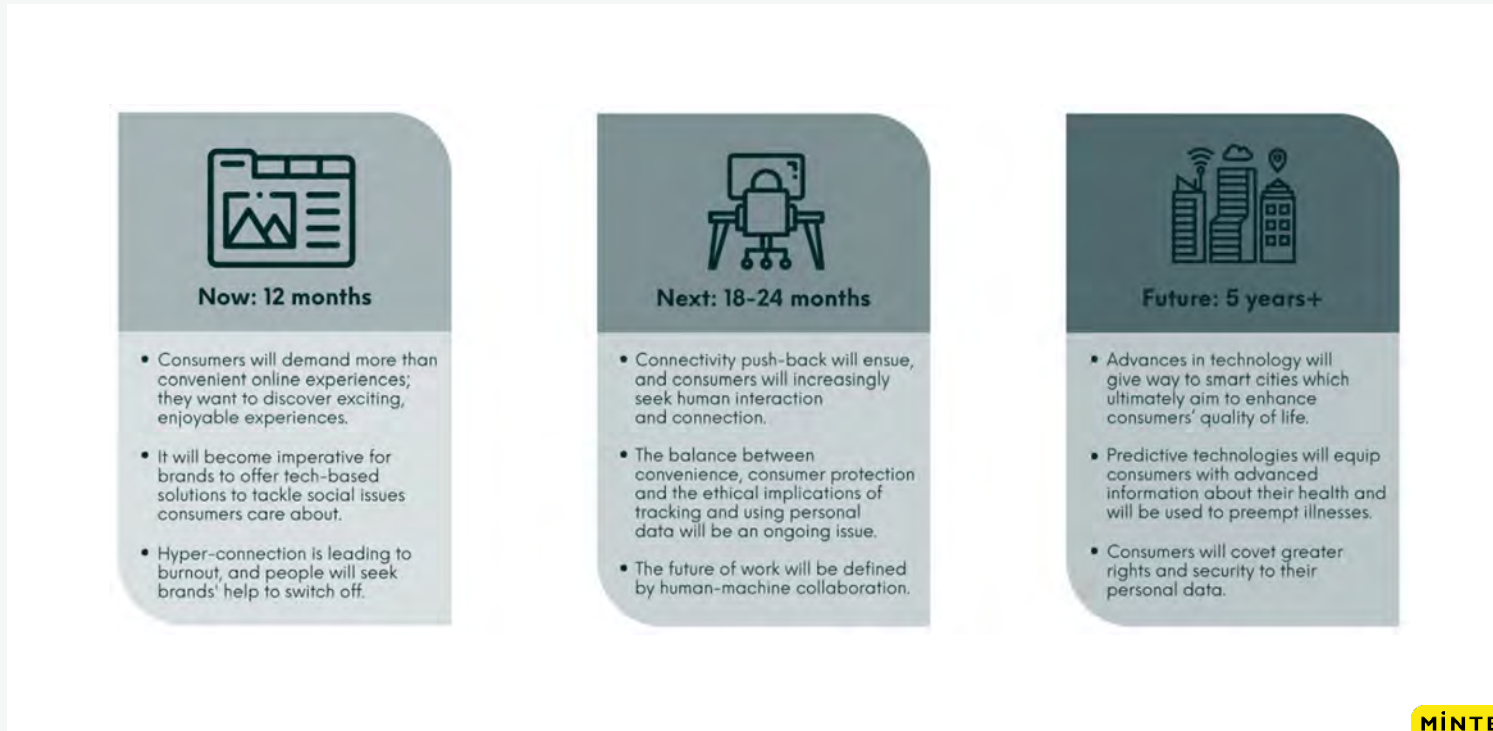 Now: 12 months
• Consumers will demand more than
convenient online experiences;
they want to discover exciting,
enjoyable experiences.
• It will become imperative for
brands to offer tech-based
solutions to tackle social issues
consumers care about.
• Hyper-connection is leading to
burnout, and people will seek
brands' help to switch off.
Next: 18-24 months
• Connectivity push-back will ensue,
and consumers will increasingly
seek human interaction
and connection.
• The balance between
convenience, consumer protection
and the ethical implications of
tracking and using personal
data will be an ongoing issue.
• The future of work will be defined
by human-machine collaboration.
Future: 5 years+
• Advances in technology will
give way to smart cities which
ultimately aim to enhance
consumers' quality of life.
• Predictive technologies will equip
consumers with advanced
information about their health and
will be used to preempt illnesses.
• Consumers will covet greater
rights and security to their
personal data.